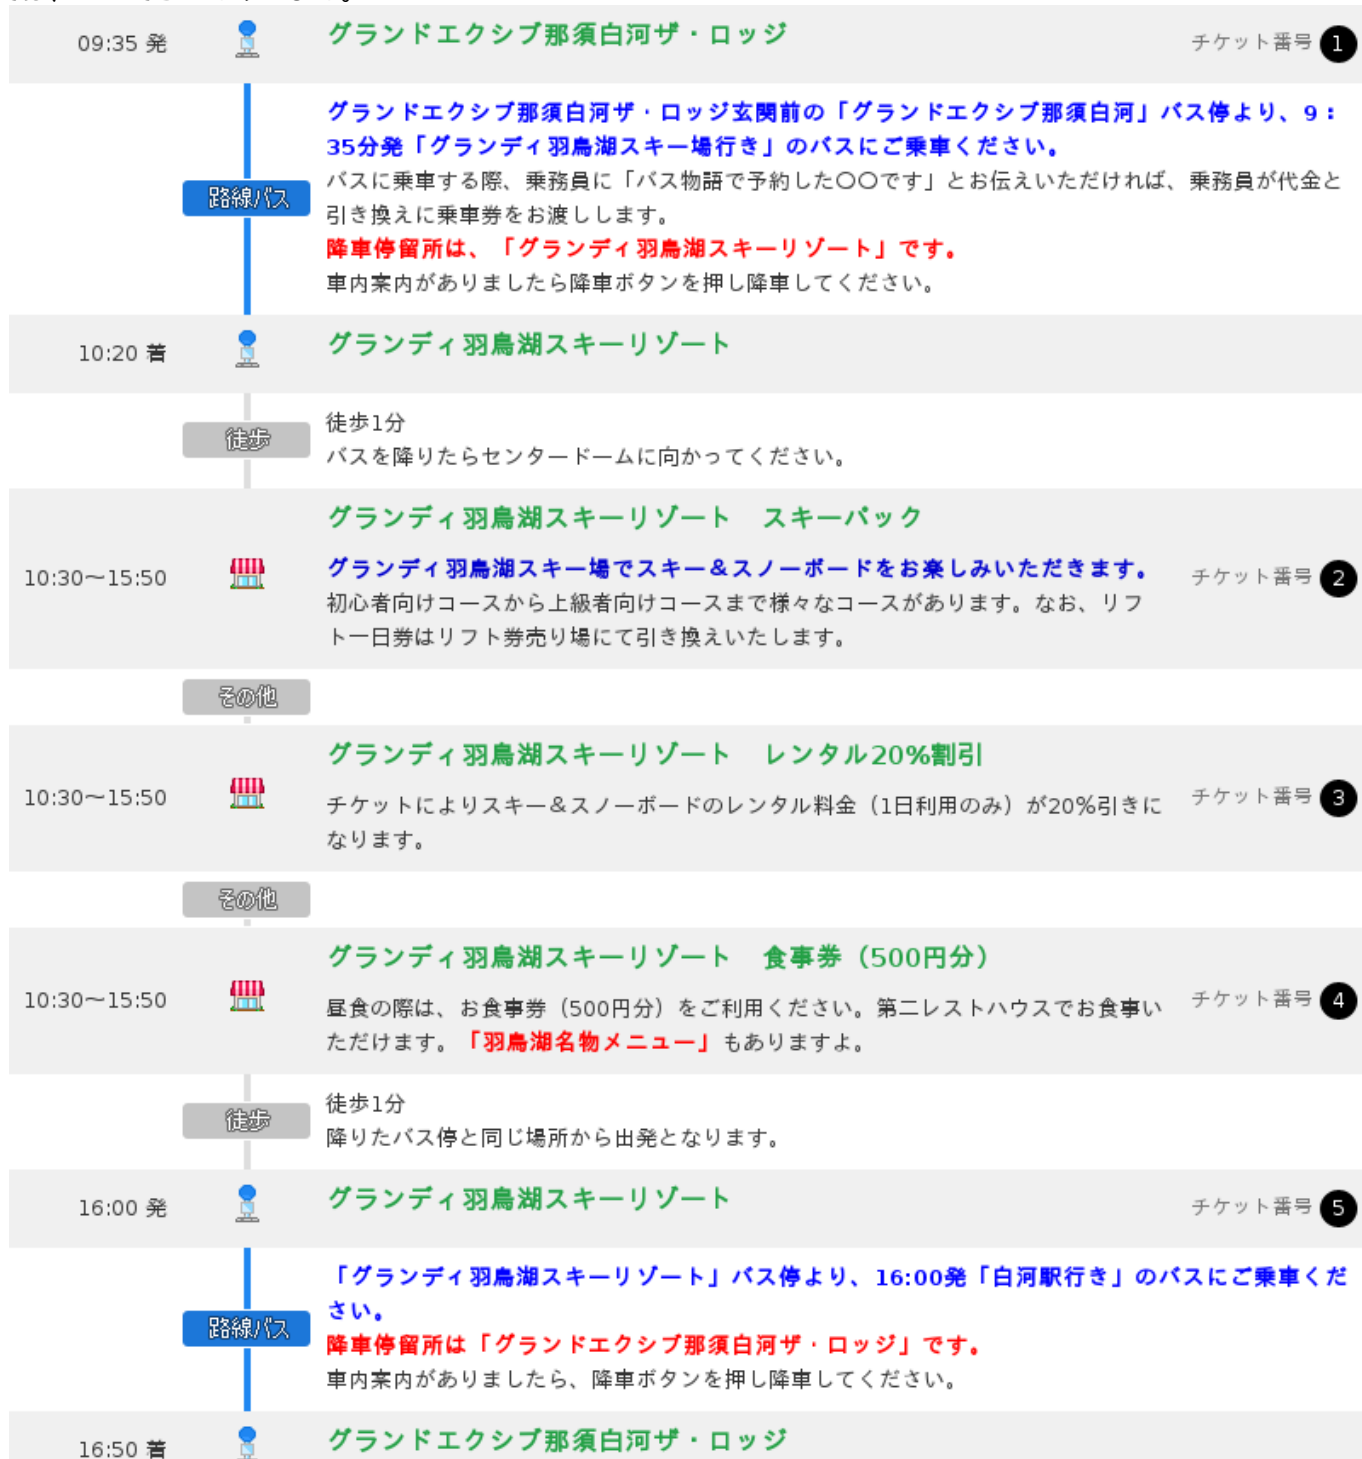 09:35 発
グランドエクシブ那須白河ザ・ロッジ
チケット番号 1
グランドエクシブ那須白河ザ・ロッジ玄関前の「グランドエクシブ那須白河」バス停より、9：
35分発「グランディ羽鳥湖スキー場行き」のバスにご乗車ください。
路線バス
バスに乗車する際、乗務員に「バス物語で予約した〇〇です」とお伝えいただければ、乗務員が代金と
引き換えに乗車券をお渡しします。
降車停留所は、「グランディ羽鳥湖スキーリゾート」です。
車内案内がありましたら降車ボタンを押し降車してください。
10:20 着
グランディ羽鳥湖スキーリゾート
徒歩
徒歩1分
バスを降りたらセンタードームに向かってください。
グランディ羽鳥湖スキーリゾート　スキーパック
10:30～15:50
グランディ羽鳥湖スキー場でスキー＆スノーボードをお楽しみいただきます。
チケット番号 2
初心者向けコースから上級者向けコースまで様々なコースがあります。なお、リフ
ト一日券はリフト券売り場にて引き換えいたします。
その他
グランディ羽鳥湖スキーリゾート　レンタル20%割引
10:30～15:50
チケットによりスキー＆スノーボードのレンタル料金（1日利用のみ）が20％引きに
なります。
チケット番号 3
その他
グランディ羽鳥湖スキーリゾート　食事券（500円分）
10:30～15:50
昼食の際は、お食事券（500円分）をご利用ください。第二レストハウスでお食事い
ただけます。「羽鳥湖名物メニュー」もありますよ。
チケット番号 4
徒歩
徒歩1分
降りたバス停と同じ場所から出発となります。
16:00 発
グランディ羽鳥湖スキーリゾート
チケット番号 5
「グランディ羽鳥湖スキーリゾート」バス停より、16:00発「白河駅行き」のバスにご乗車くだ
さい。
路線バス
降車停留所は「グランドエクシブ那須白河ザ・ロッジ」です。
車内案内がありましたら、降車ボタンを押し降車してください。
16:50 着
グランドエクシブ那須白河ザ・ロッジ